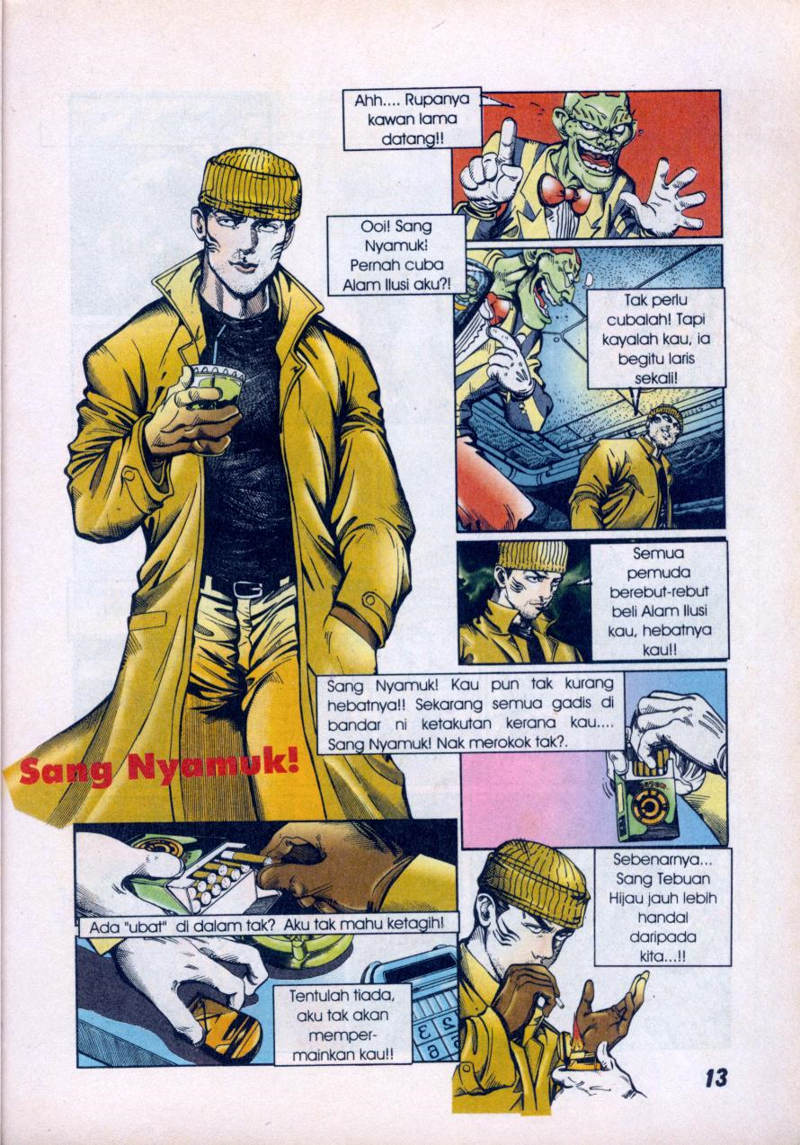 Ahh.... Rupanya
kawan lama
datang!!
Ooi! Sang
Nyamuk!
Pernah cuba
Alam Ilusi aku?!
Tak perlu
cubalah! Tapi
kayalah kau, ia
begitu laris
sekali!
Semua
pemuda
berebut-rebut
beli Alam Ilusi
kau, hebatnya
kau!!
Sang Nyamuk! Kau pun tak kurang
hebatnya!! Sekarang semua gadis di
bandar ni ketakutan kerana kau....
Sang Nyamuk! Nak merokok tak?.
Sang Nyamuk!
Ada "ubat" di dalam tak? Aku tak mahu ketagih!
Tentulah tiada,
aku tak akan
memper-
mainkan kau!!
Sebenarnya...
Sang Tebuan
Hijau jauh lebih
handal
daripada
kita...!!
13